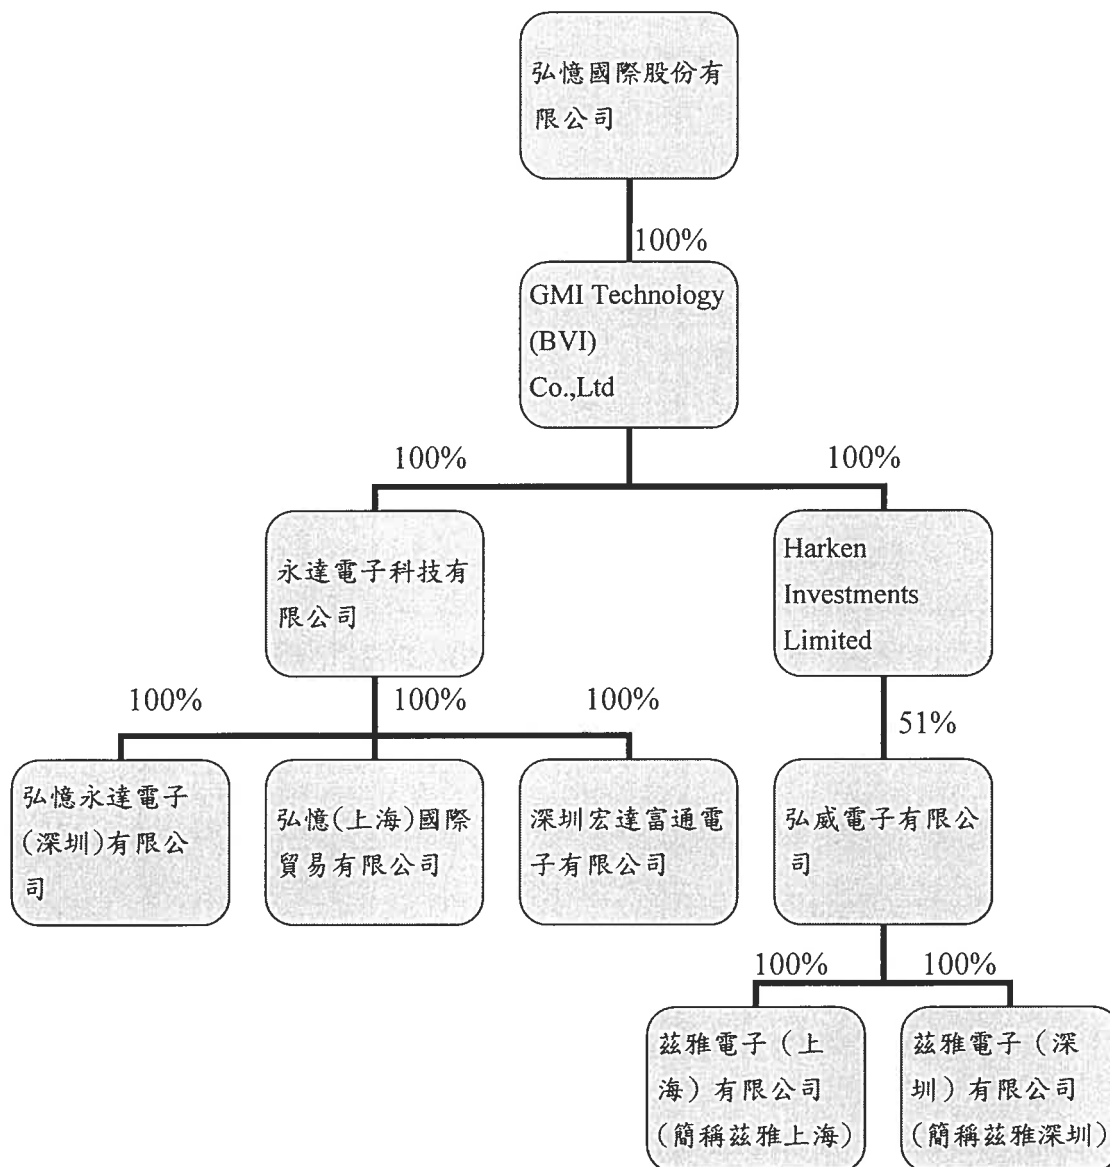 弘憶國際股份有
限公司
100%
GMI Technology
(BVI)
Co.,Ltd
100%
100%
永達電子科技有
限公司
Harken
Investments
Limited
100%
100%
100%
51%
弘憶永達電子
(深圳)有限公
司
弘憶(上海)國際
貿易有限公司
深圳宏達富通電
子有限公司
弘威電子有限公
司
100%
100%
茲雅電子（上
海）有限公司
(簡稱茲雅上海)
茲雅電子（深
圳）有限公司
(簡稱茲雅深圳)